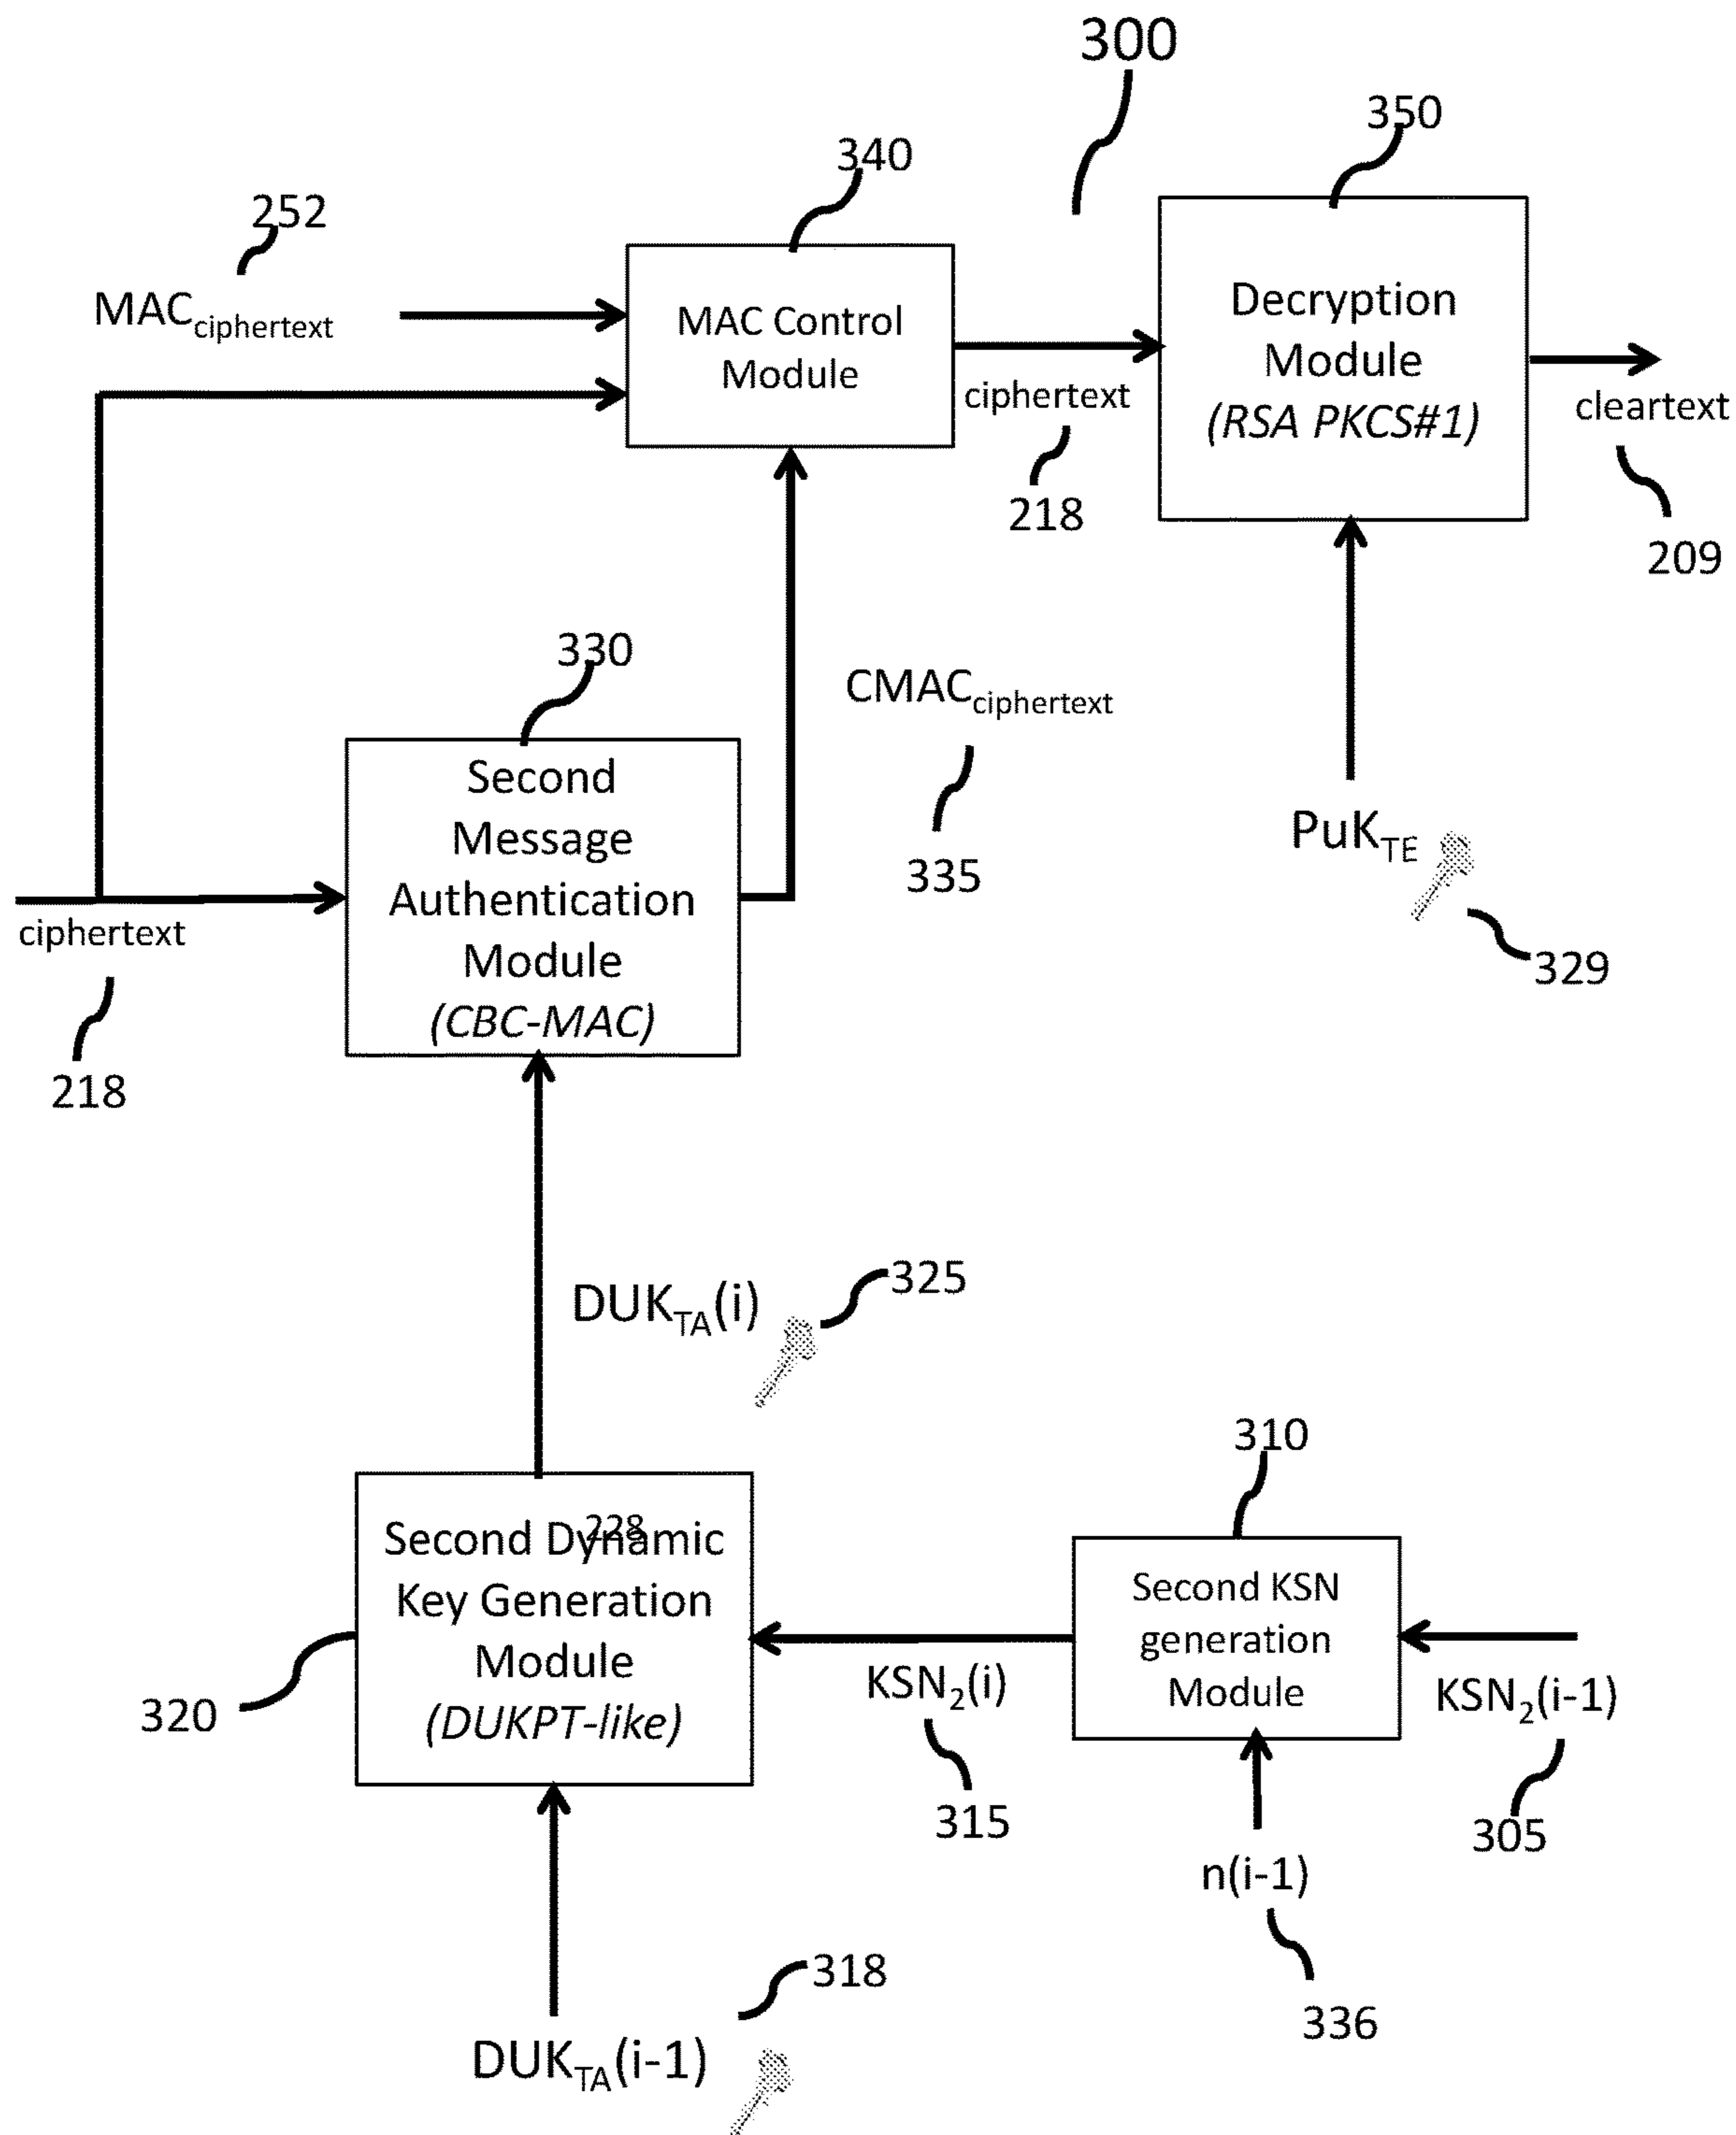 300
350
340
252
MACciphertext
MAC Control
Module
ciphertext
218
Decryption
Module
(RSA PKCS#1)
cleartext
209
330
CMACciphertext
335
Second
Message
Authentication
Module
(CBC-MAC)
ciphertext
218
PuKTE
329
DUKTA(i)
325
310
228
Second Dynamic
Key Generation
Module
(DUKPT-like)
320
Second KSN
generation
Module
KSN2(i)
315
KSN2(i-1)
305
n(i-1)
336
318
DUKTA(i-1)